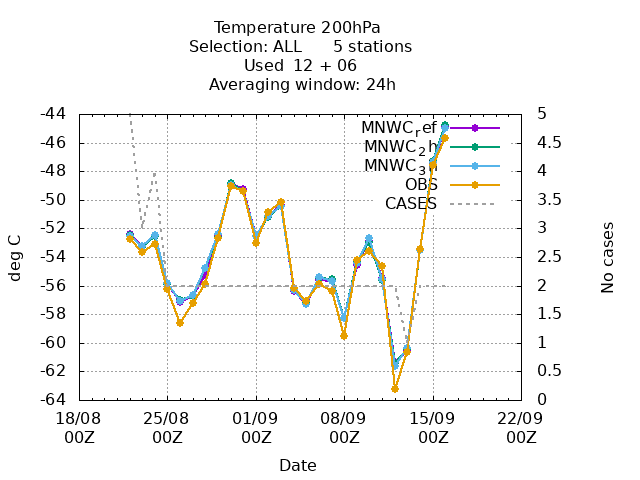 Temperature 200hPa
Selection: ALL 5 stations
Used 12 + 06
Averaging window: 24h
-44
-46
-48
-50
-52
-54
-56
-58
-60
-62
-64
5
4.5
4
3.5
3
2.5
2
1.5
1
0.5
0
MNWCref
MNWC2h
MNWC3h
OBS
CASES
deg C
No cases
18/08 25/08 01/09 08/09 15/09 22/09
00Z 00Z 00Z 00Z 00Z 00Z
Date